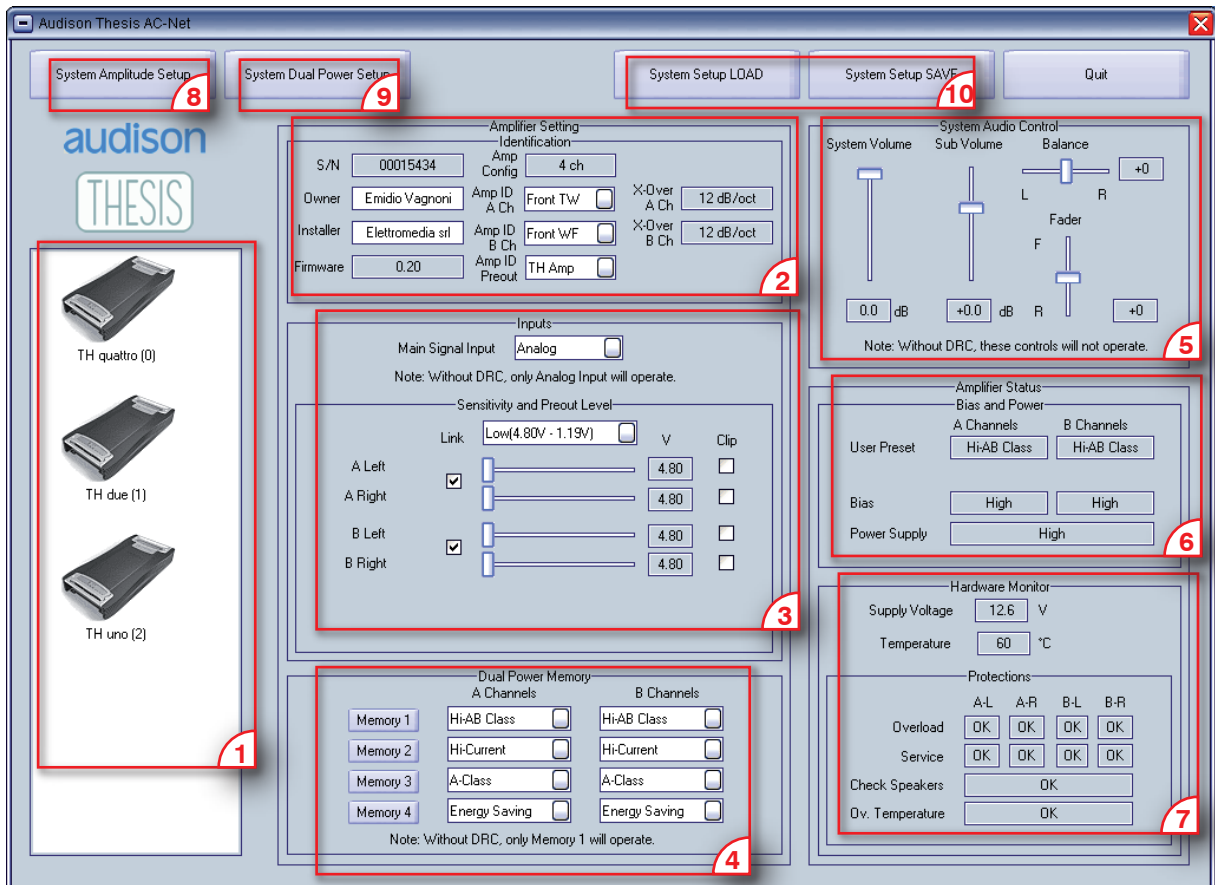 Audison Thesis AC-Net
System Amplitude Setup
8
System Dual Power Setup
9
System Setup LOAD
System Setup SAVE
10
Quit
audison
THESIS
TH quattro (0)
TH due (1)
TH uno (2)
1
Amplifier Setting
Identification
S/N 00015434 Amp Config 4 ch
Owner Emidio Vagnoni Amp ID A Ch Front TW X-Over A Ch 12 dB/oct
Installer Elettromedia srl Amp ID B Ch Front WF X-Over B Ch 12 dB/oct
Firmware 0.20 Amp ID Preout TH Amp
2
Inputs
Main Signal Input Analog
Note: Without DRC, only Analog Input will operate.
Sensitivity and Preout Level
Link Low(4.80V - 1.19V) V Clip
A Left 4.80
A Right 4.80
B Left 4.80
B Right 4.80
3
Dual Power Memory
A Channels B Channels
Memory 1 Hi-AB Class Hi-AB Class
Memory 2 Hi-Current Hi-Current
Memory 3 A-Class A-Class
Memory 4 Energy Saving Energy Saving
Note: Without DRC, only Memory 1 will operate.
4
System Audio Control
System Volume Sub Volume Balance
+0
L R
Fader
F
0.0 dB +0.0 dB R +0
Note: Without DRC, these controls will not operate.
5
Amplifier Status
Bias and Power
A Channels B Channels
User Preset Hi-AB Class Hi-AB Class
Bias High High
Power Supply High
6
Hardware Monitor
Supply Voltage 12.6 V
Temperature 60 °C
Protections
A-L A-R B-L B-R
Overload OK OK OK OK
Service OK OK OK OK
Check Speakers OK
Ov. Temperature OK
7